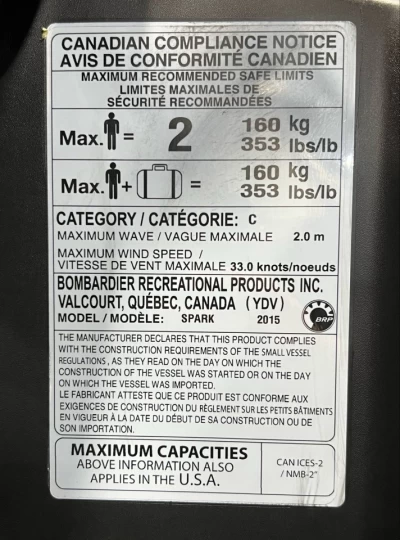 CANADIAN COMPLIANCE NOTICE
AVIS DE CONFORMITÉ CANADIEN
MAXIMUM RECOMMENDED SAFE LIMITS
LIMITES MAXIMALES DE
SÉCURITÉ RECOMMANDÉES
Max. = 2 160 kg
353 lbs/lb
Max. + = 160 kg
353 lbs/lb
CATEGORY / CATÉGORIE: C
MAXIMUM WAVE / VAGUE MAXIMALE 2.0 m
MAXIMUM WIND SPEED /
VITESSE DE VENT MAXIMALE 33.0 knots/noeuds
BOMBARDIER RECREATIONAL PRODUCTS INC.
VALCOURT, QUÉBEC, CANADA (YDV)
MODEL / MODÈLE: SPARK 2015
BRP
THE MANUFACTURER DECLARES THAT THIS PRODUCT COMPLIES
WITH THE CONSTRUCTION REQUIREMENTS OF THE SMALL VESSEL
REGULATIONS, AS THEY READ ON THE DAY ON WHICH THE
CONSTRUCTION OF THE VESSEL WAS STARTED OR ON THE DAY
ON WHICH THE VESSEL WAS IMPORTED.
LE FABRICANT ATTESTE QUE CE PRODUIT EST CONFORME AUX
EXIGENCES DE CONSTRUCTION DU RÈGLEMENT SUR LES PETITS BÂTIMENTS
EN VIGUEUR À LA DATE DU DÉBUT DE SA CONSTRUCTION OU DE
SON IMPORTATION.
MAXIMUM CAPACITIES
ABOVE INFORMATION ALSO
APPLIES IN THE U.S.A.
CAN ICES-2
/ NMB-2"